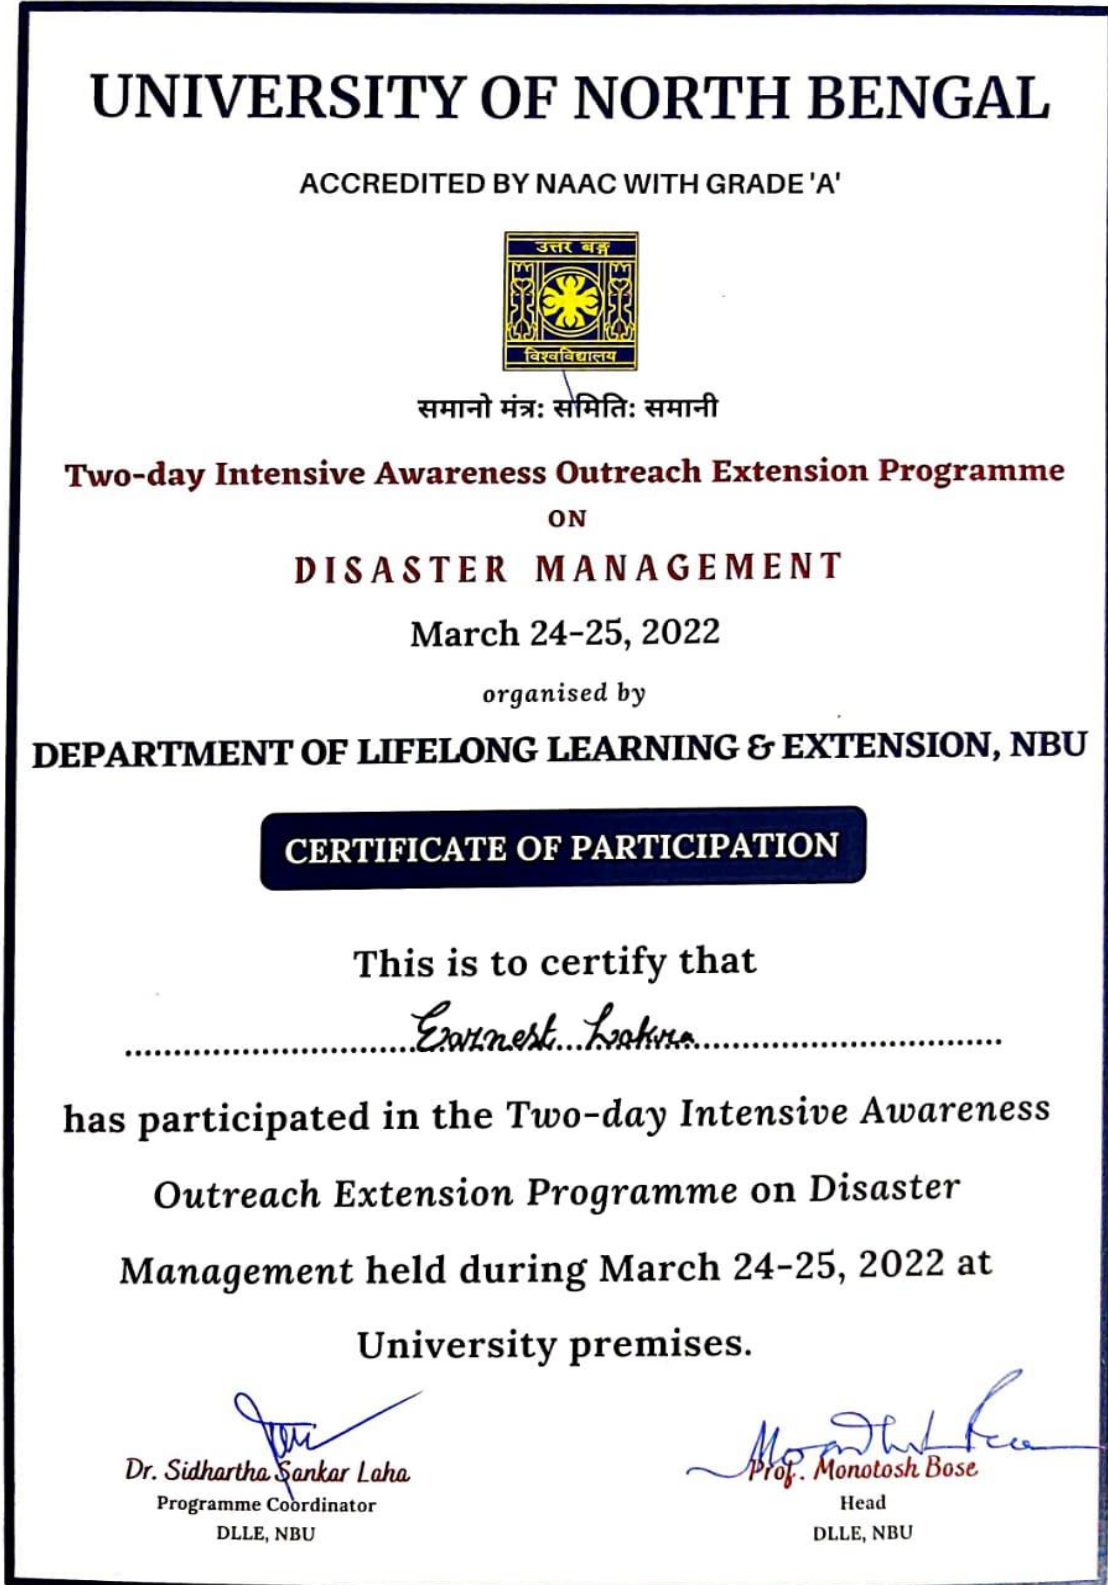 UNIVERSITY OF NORTH BENGAL
ACCREDITED BY NAAC WITH GRADE 'A'
उत्तर बङ्ग
विश्वविद्यालय
समानो मंत्र: समिति: समानी
Two-day Intensive Awareness Outreach Extension Programme
ON
DISASTER MANAGEMENT
March 24-25, 2022
organised by
DEPARTMENT OF LIFELONG LEARNING & EXTENSION, NBU
CERTIFICATE OF PARTICIPATION
This is to certify that
Earnest Lakra
has participated in the Two-day Intensive Awareness
Outreach Extension Programme on Disaster
Management held during March 24-25, 2022 at
University premises.
Dr. Sidhartha Sankar Laha
Programme Coordinator
DLLE, NBU
Prof. Monotosh Bose
Head
DLLE, NBU